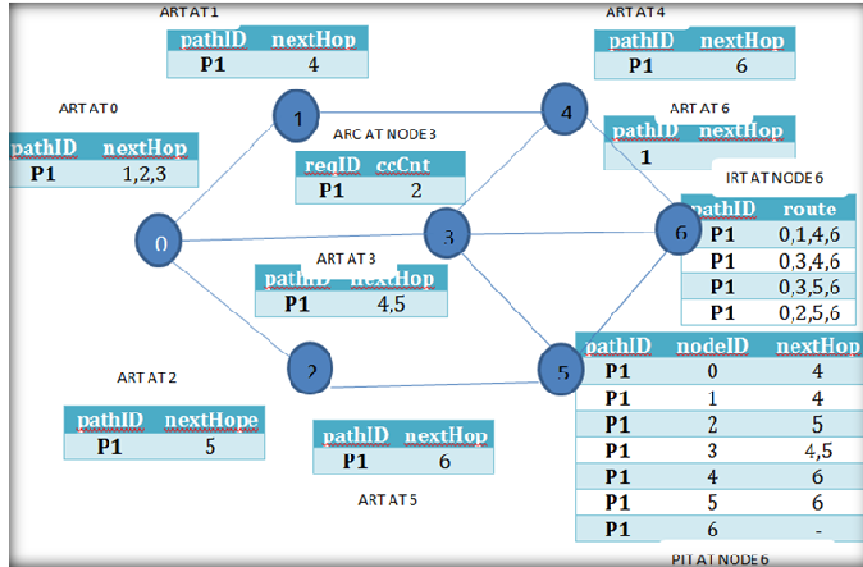 ART AT 1
pathID nextHop
P1 4
ART AT 4
pathID nextHop
P1 6
ART AT 0
pathID nextHop
P1 1,2,3
1
4
ARC AT NODE 3
reqID ccCnt
P1 2
ART AT 6
pathID nextHop
1
IRT AT NODE 6
pathID route
P1 0,1,4,6
P1 0,3,4,6
P1 0,3,5,6
P1 0,2,5,6
0
3
6
ART AT 3
pathID nextHop
P1 4,5
2
5
pathID nodeID nextHop
P1 0 4
P1 1 4
P1 2 5
P1 3 4,5
P1 4 6
P1 5 6
P1 6 -
PIT AT NODE 6
ART AT 2
pathID nextHope
P1 5
pathID nextHop
P1 6
ART AT 5